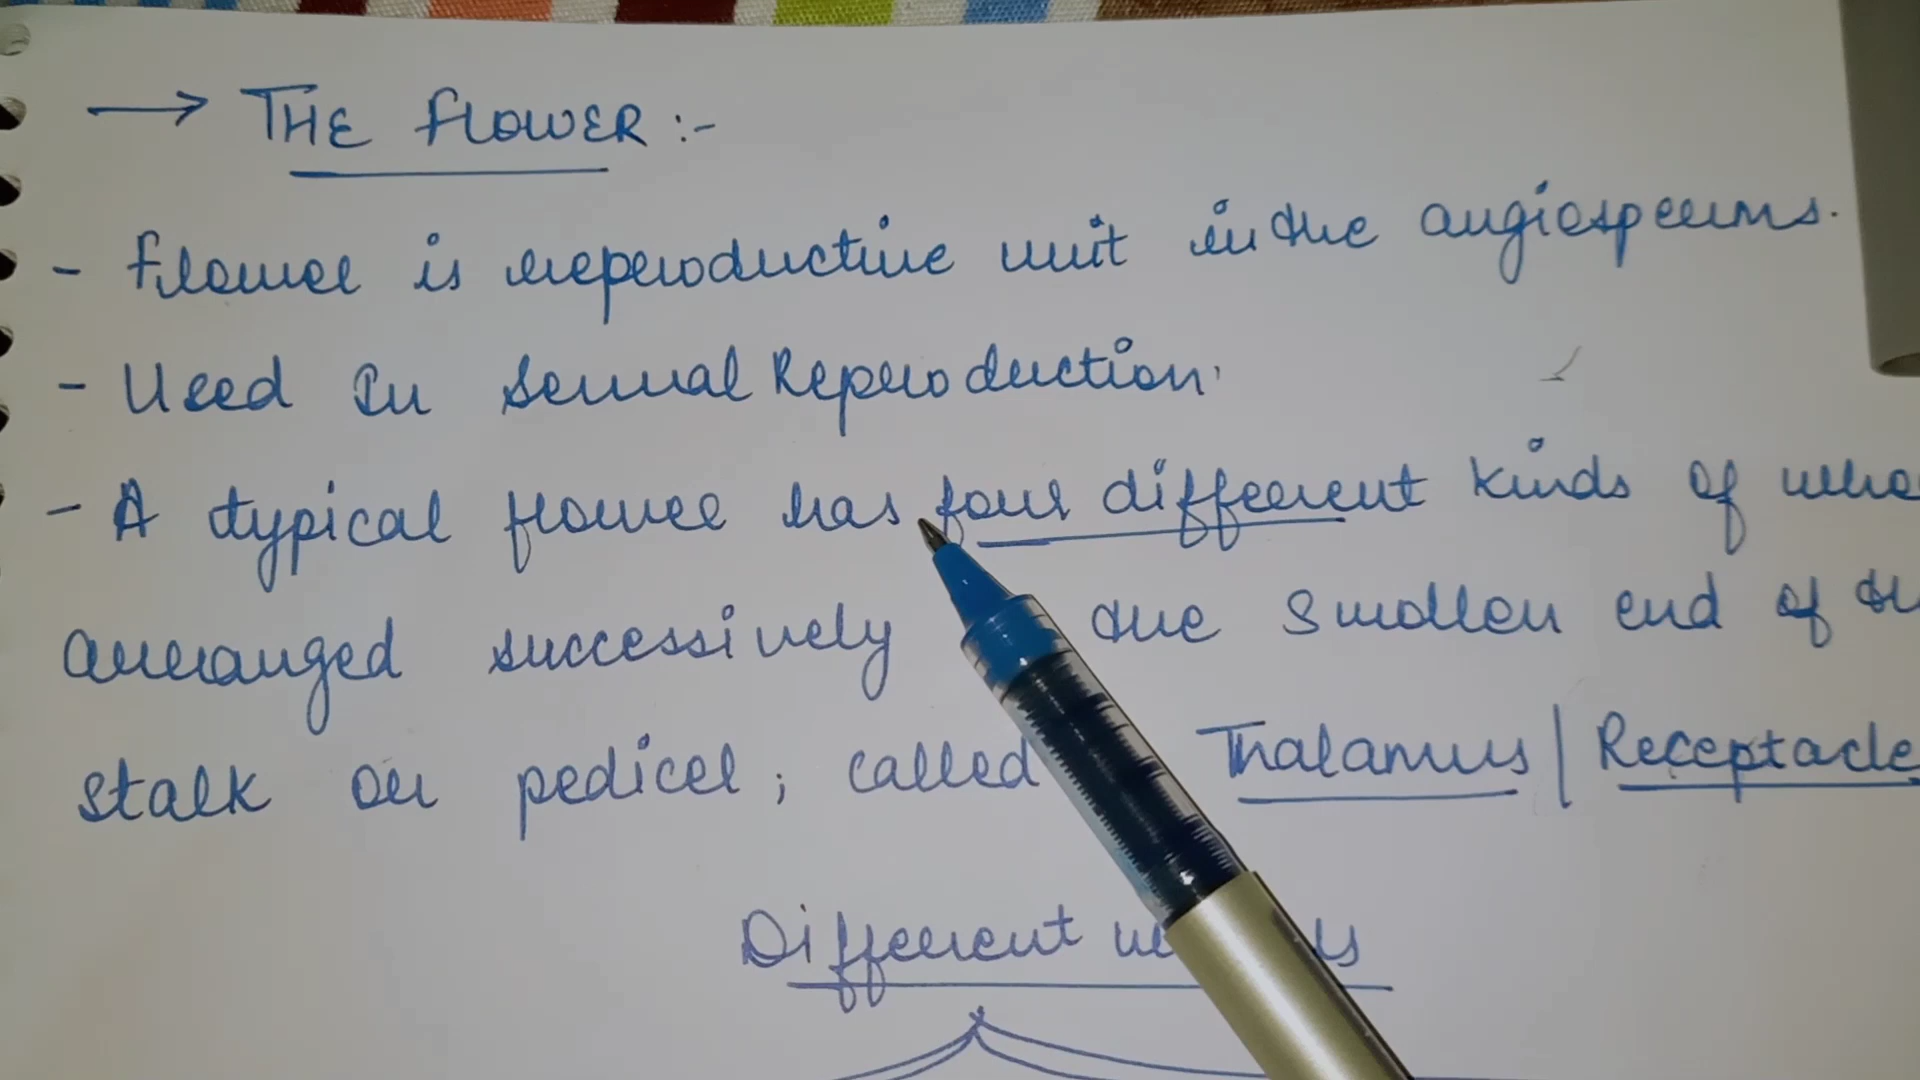 → THE FLOWER :-
- Flower is reproductive unit in the angiosperms.
- Used In Sexual Reproduction.
- A typical flower has four different kinds of
arranged successively the swollen end of
stalk or pedicel; called Thalamus | Receptacle
Different